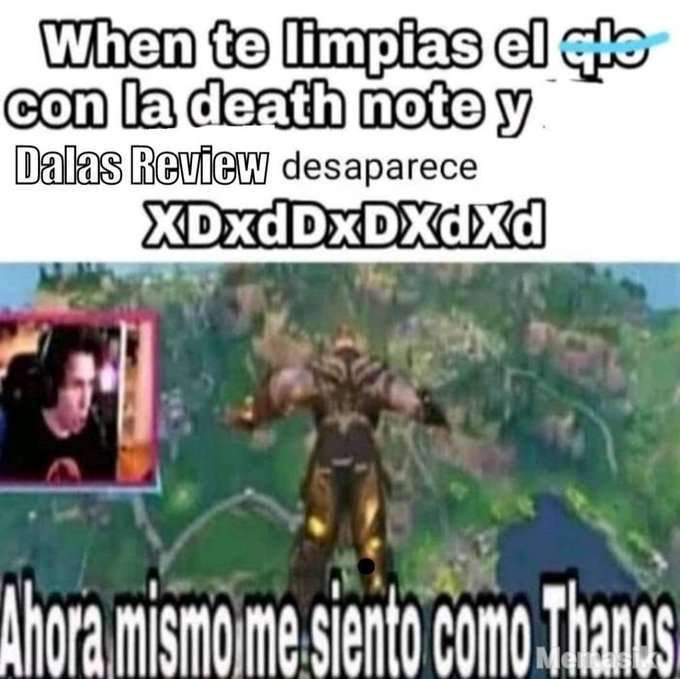 When te limpias el qlo
con la death note y
Dalas Review desaparece
XDxdDxDXdXd
Ahora mismo me siento como Thanos
Memasik